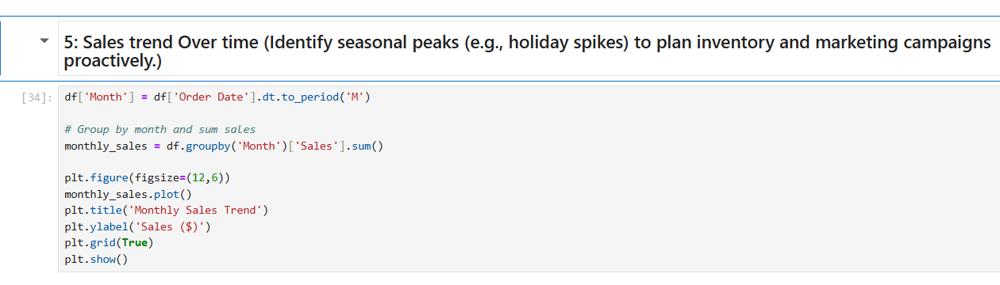 5: Sales trend Over time (Identify seasonal peaks (e.g., holiday spikes) to plan inventory and marketing campaigns
proactively.)
[34]: df['Month'] = df['Order Date'].dt.to_period('M')
# Group by month and sum sales
monthly_sales = df.groupby('Month')['Sales'].sum()
plt.figure(figsize=(12,6))
monthly_sales.plot()
plt.title('Monthly Sales Trend')
plt.ylabel('Sales ($)')
plt.grid(True)
plt.show()